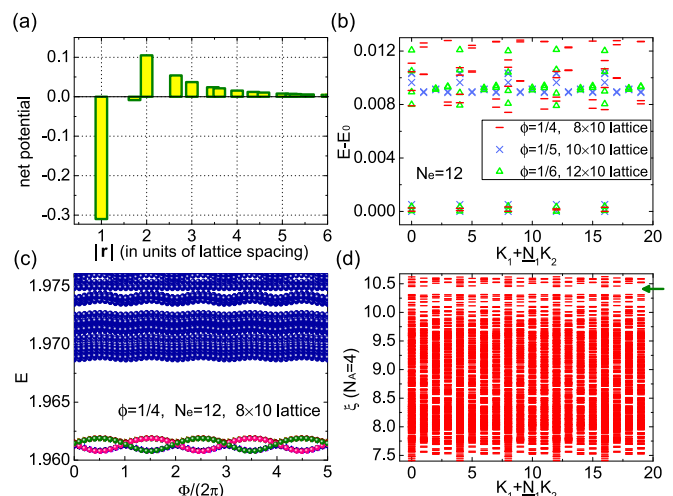 (a)
net potential
0.1
0.0
-0.1
-0.2
-0.3
1 2 3 4 5 6
|r| (in units of lattice spacing)
(b)
E-E₀
0.012
0.008
0.004
0.000
ϕ=1/4, 8×10 lattice
ϕ=1/5, 10×10 lattice
ϕ=1/6, 12×10 lattice
Nₑ=12
0 5 10 15 20
K₁+N₁K₂
(c)
E
1.975
1.970
1.965
1.960
ϕ=1/4, Nₑ=12, 8×10 lattice
0 1 2 3 4 5
Φ/(2π)
(d)
ξ (N_A=4)
10.5
10.0
9.5
9.0
8.5
8.0
7.5
0 5 10 15 20
K₁+N₁K₂